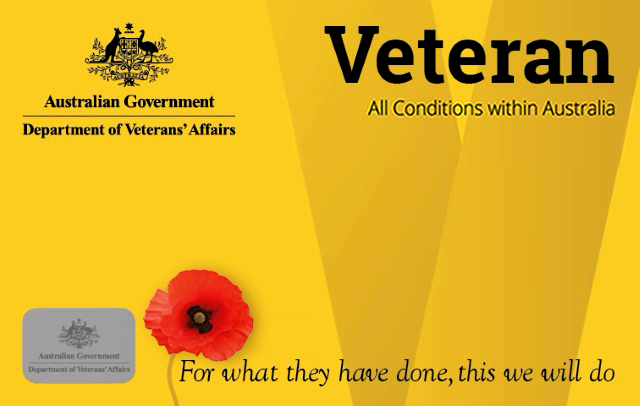 Australian Government
Department of Veterans' Affairs
Veteran
All Conditions within Australia
Australian Government
Department of Veterans' Affairs
For what they have done, this we will do